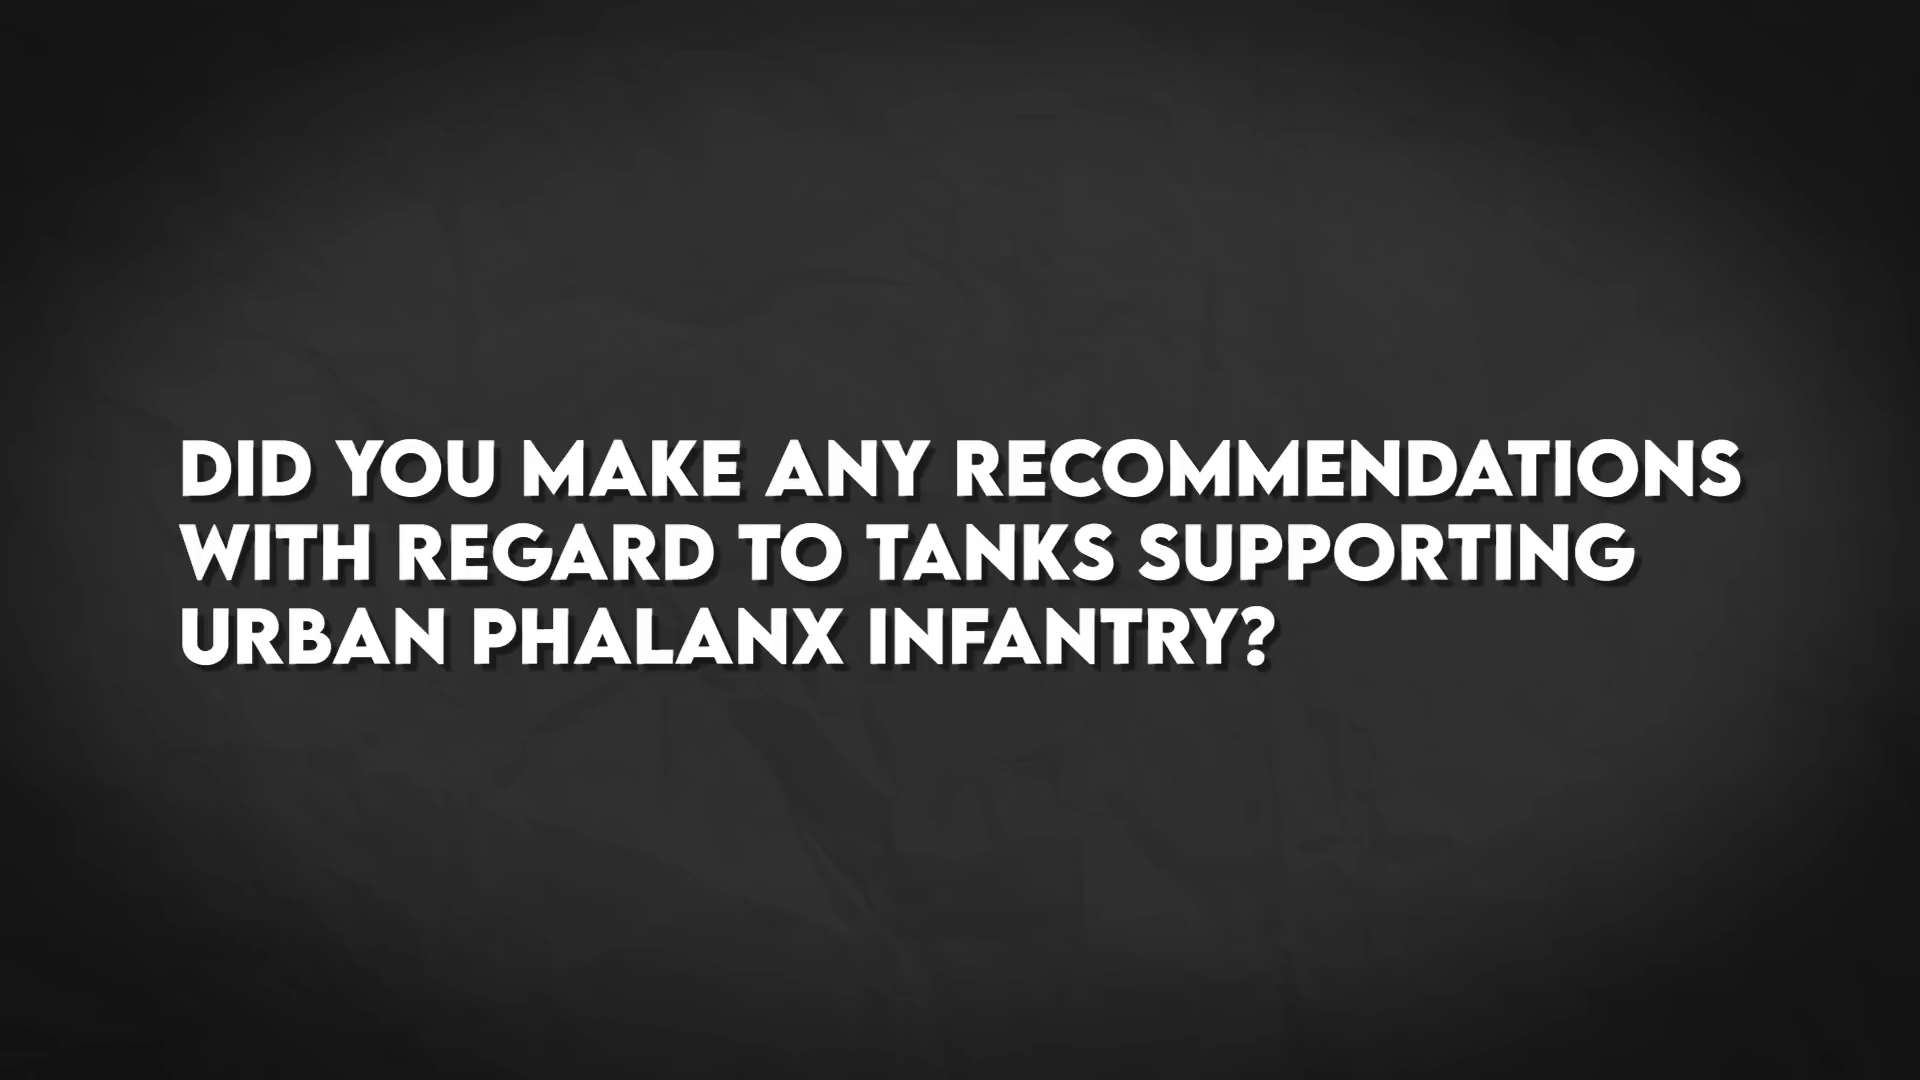 DID YOU MAKE ANY RECOMMENDATIONS
WITH REGARD TO TANKS SUPPORTING
URBAN PHALANX INFANTRY?